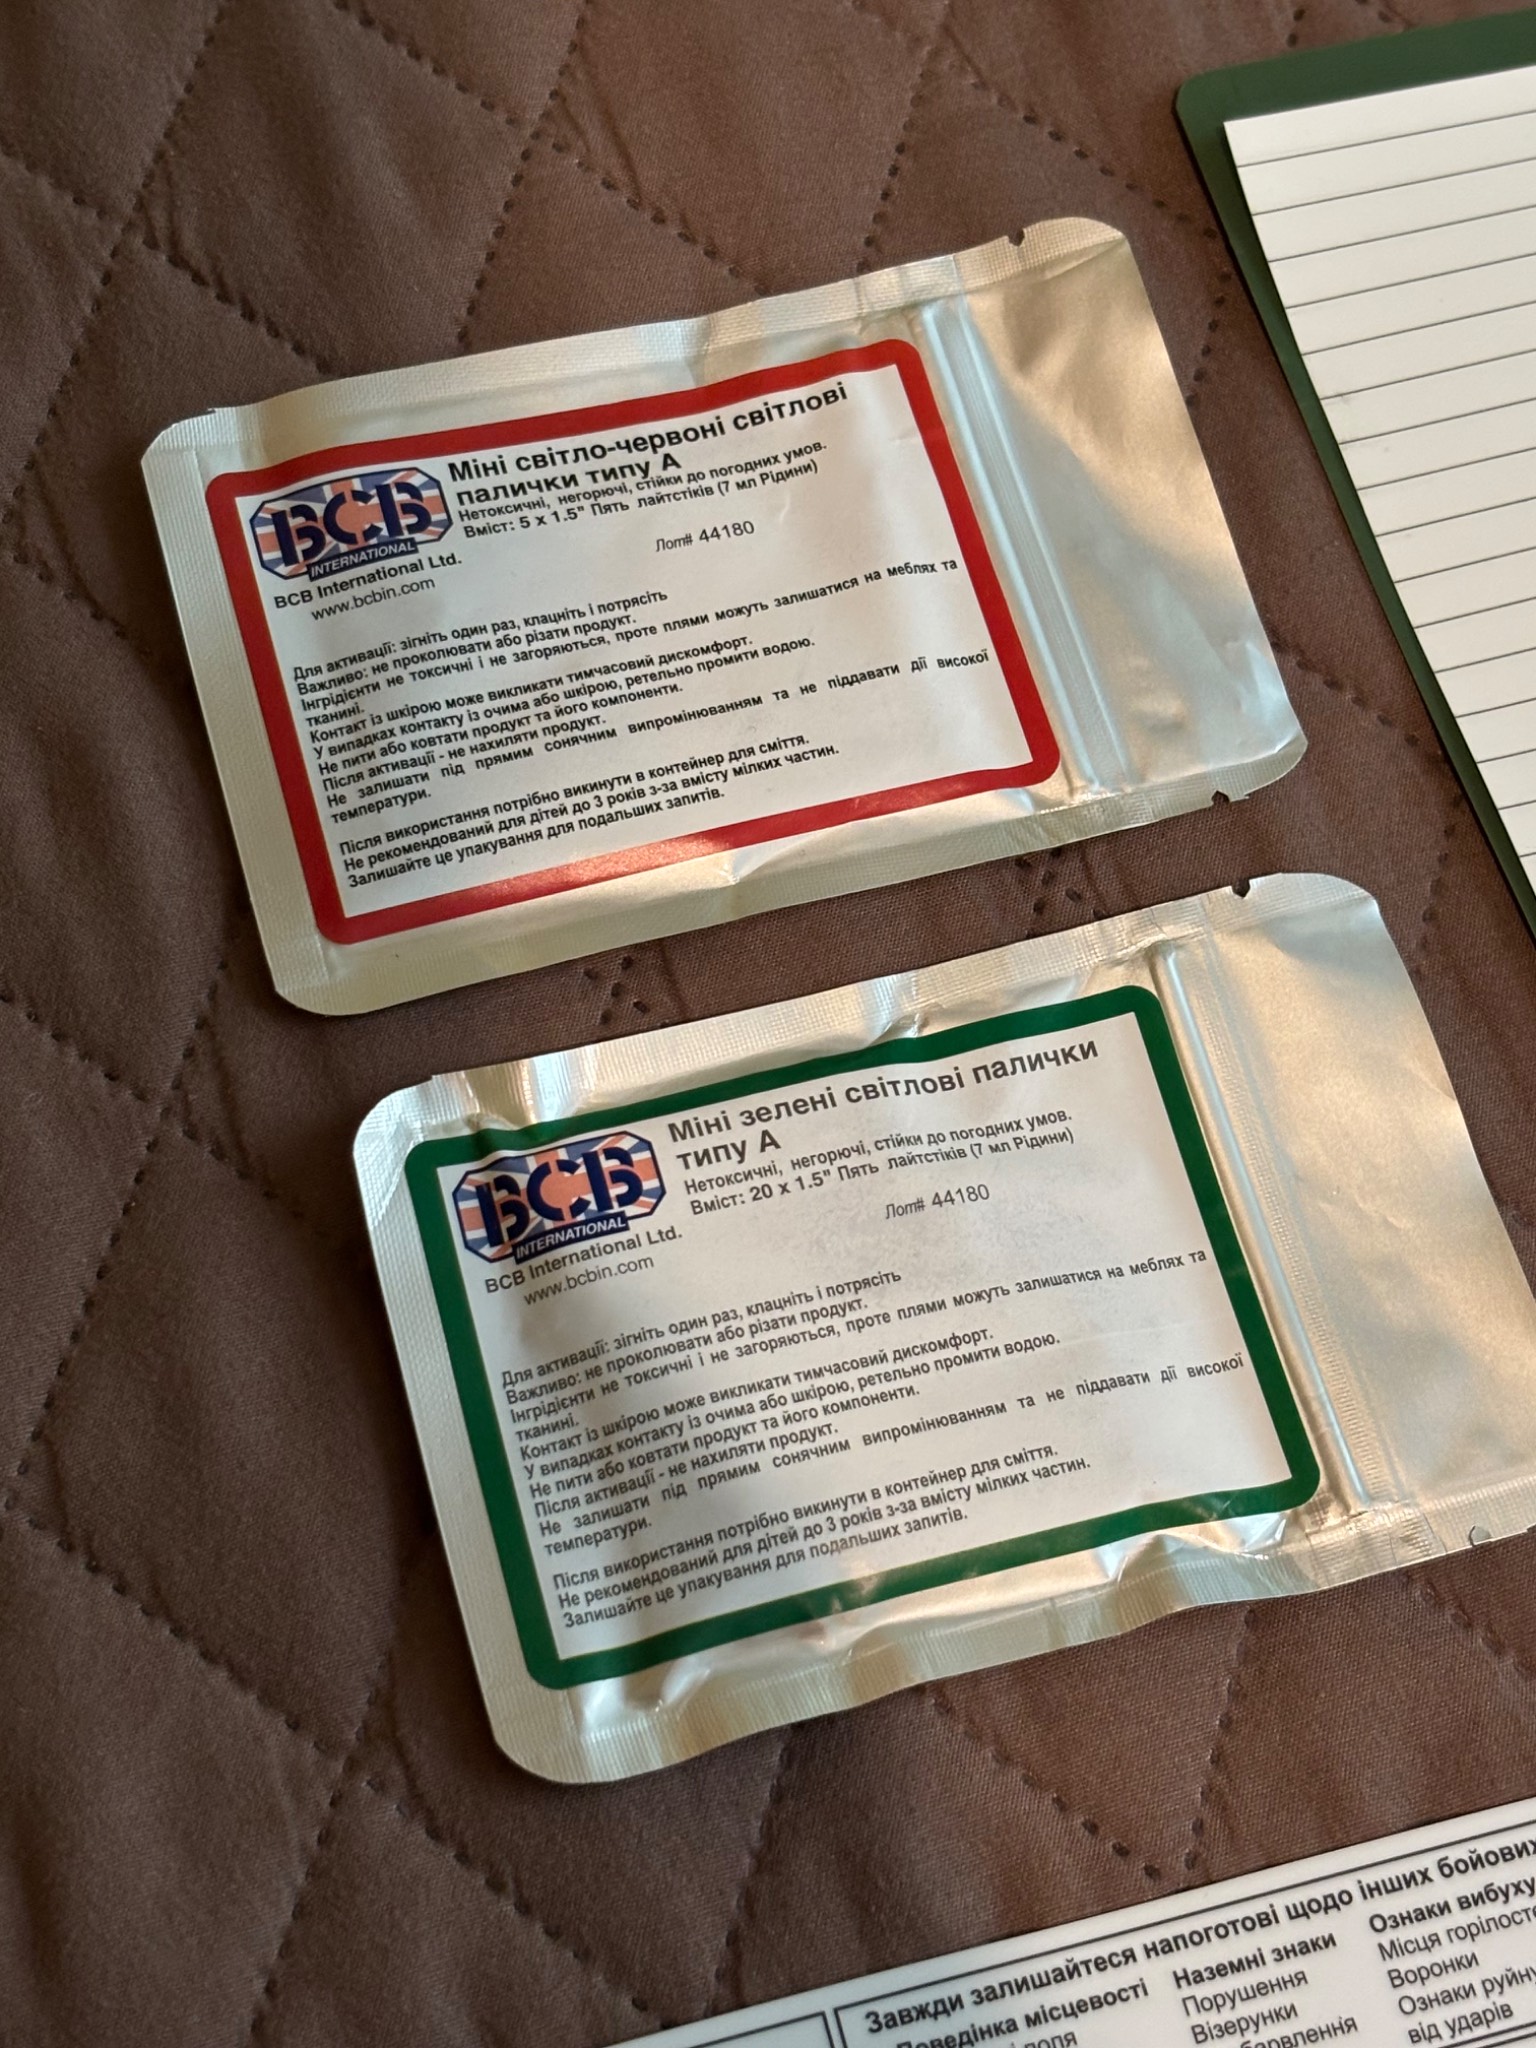 Міні світло-червоні світлові
палички типу А
Нетоксичні, негорючі, стійки до погодних умов.
Вміст: 5 x 1.5" Пять лайтстіків (7 мл Рідини)
Лот# 44180
BCB
INTERNATIONAL
BCB International Ltd.
www.bcbin.com
Для активації: зігніть один раз, клацніть і потрясіть
Важливо: не проколювати або різати продукт.
Інгрідієнти не токсичні і не загоряються, проте плями можуть залишатися на меблях та
тканині.
Контакт із шкірою може викликати тимчасовий дискомфорт.
У випадках контакту із очима або шкірою, ретельно промити водою.
Не пити або ковтати продукт та його компоненти.
Після активації - не нахиляти продукт.
Не залишати під прямим сонячним випромінюванням та не піддавати дії високої
температури.
Після використання потрібно викинути в контейнер для сміття.
Не рекомендований для дітей до 3 років з-за вмісту мілких частин.
Залишайте це упакування для подальших запитів.
Міні зелені світлові палички
типу А
Нетоксичні, негорючі, стійки до погодних умов.
Вміст: 20 x 1.5" Пять лайтстіків (7 мл Рідини)
Лот# 44180
BCB
INTERNATIONAL
BCB International Ltd.
www.bcbin.com
Для активації: зігніть один раз, клацніть і потрясіть
Важливо: не проколювати або різати продукт.
Інгрідієнти не токсичні і не загоряються, проте плями можуть залишатися на меблях та
тканині.
Контакт із шкірою може викликати тимчасовий дискомфорт.
У випадках контакту із очима або шкірою, ретельно промити водою.
Не пити або ковтати продукт та його компоненти.
Після активації - не нахиляти продукт.
Не залишати під прямим сонячним випромінюванням та не піддавати дії високої
температури.
Після використання потрібно викинути в контейнер для сміття.
Не рекомендований для дітей до 3 років з-за вмісту мілких частин.
Залишайте це упакування для подальших запитів.
Завжди залишайтеся напоготові щодо інших бойових
Поведінка місцевості
Наземні знаки
Порушення
Візерунки
Ознаки вибуху
Місця
Воронки
Ознаки
від ударів